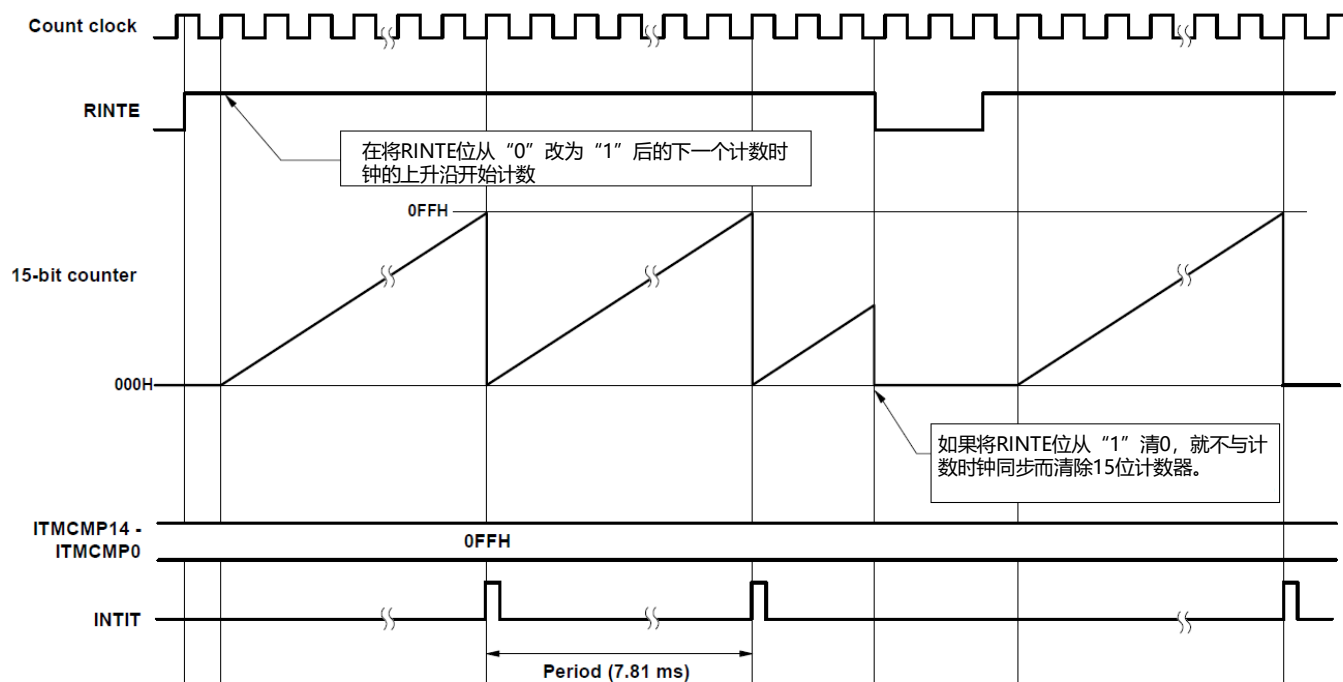 Count clock
RINTE
在将RINTE位从“0”改为“1”后的下一个计数时
钟的上升沿开始计数
0FFH
15-bit counter
000H
如果将RINTE位从“1”清0，就不与计
数时钟同步而清除15位计数器。
ITMCMP14 -
ITMCMP0
0FFH
INTIT
Period (7.81 ms)